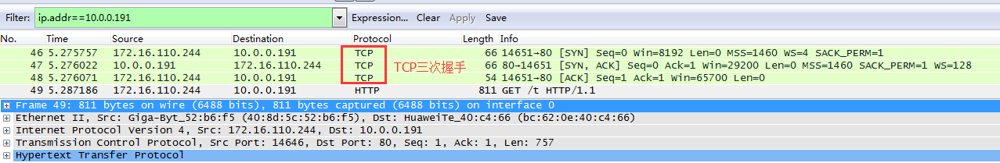 Filter: ip.addr==10.0.0.191 Expression... Clear Apply Save
No. Time Source Destination Protocol Length Info
46 5.275757 172.16.110.244 10.0.0.191 TCP 66 14651→80 [SYN] Seq=0 Win=8192 Len=0 MSS=1460 WS=4 SACK_PERM=1
47 5.276022 10.0.0.191 172.16.110.244 TCP 66 80→14651 [SYN, ACK] Seq=0 Ack=1 Win=29200 Len=0 MSS=1460 SACK_PERM=1 WS=128
TCP三次握手
48 5.276071 172.16.110.244 10.0.0.191 TCP 54 14651→80 [ACK] Seq=1 Ack=1 Win=65700 Len=0
49 5.287186 172.16.110.244 10.0.0.191 HTTP 811 GET /t HTTP/1.1
Frame 49: 811 bytes on wire (6488 bits), 811 bytes captured (6488 bits) on interface 0
Ethernet II, Src: Giga-Byt_52:b6:f5 (40:8d:5c:52:b6:f5), Dst: HuaweiTe_40:c4:66 (bc:62:0e:40:c4:66)
Internet Protocol Version 4, Src: 172.16.110.244, Dst: 10.0.0.191
Transmission Control Protocol, Src Port: 14646, Dst Port: 80, Seq: 1, Ack: 1, Len: 757
Hypertext Transfer Protocol